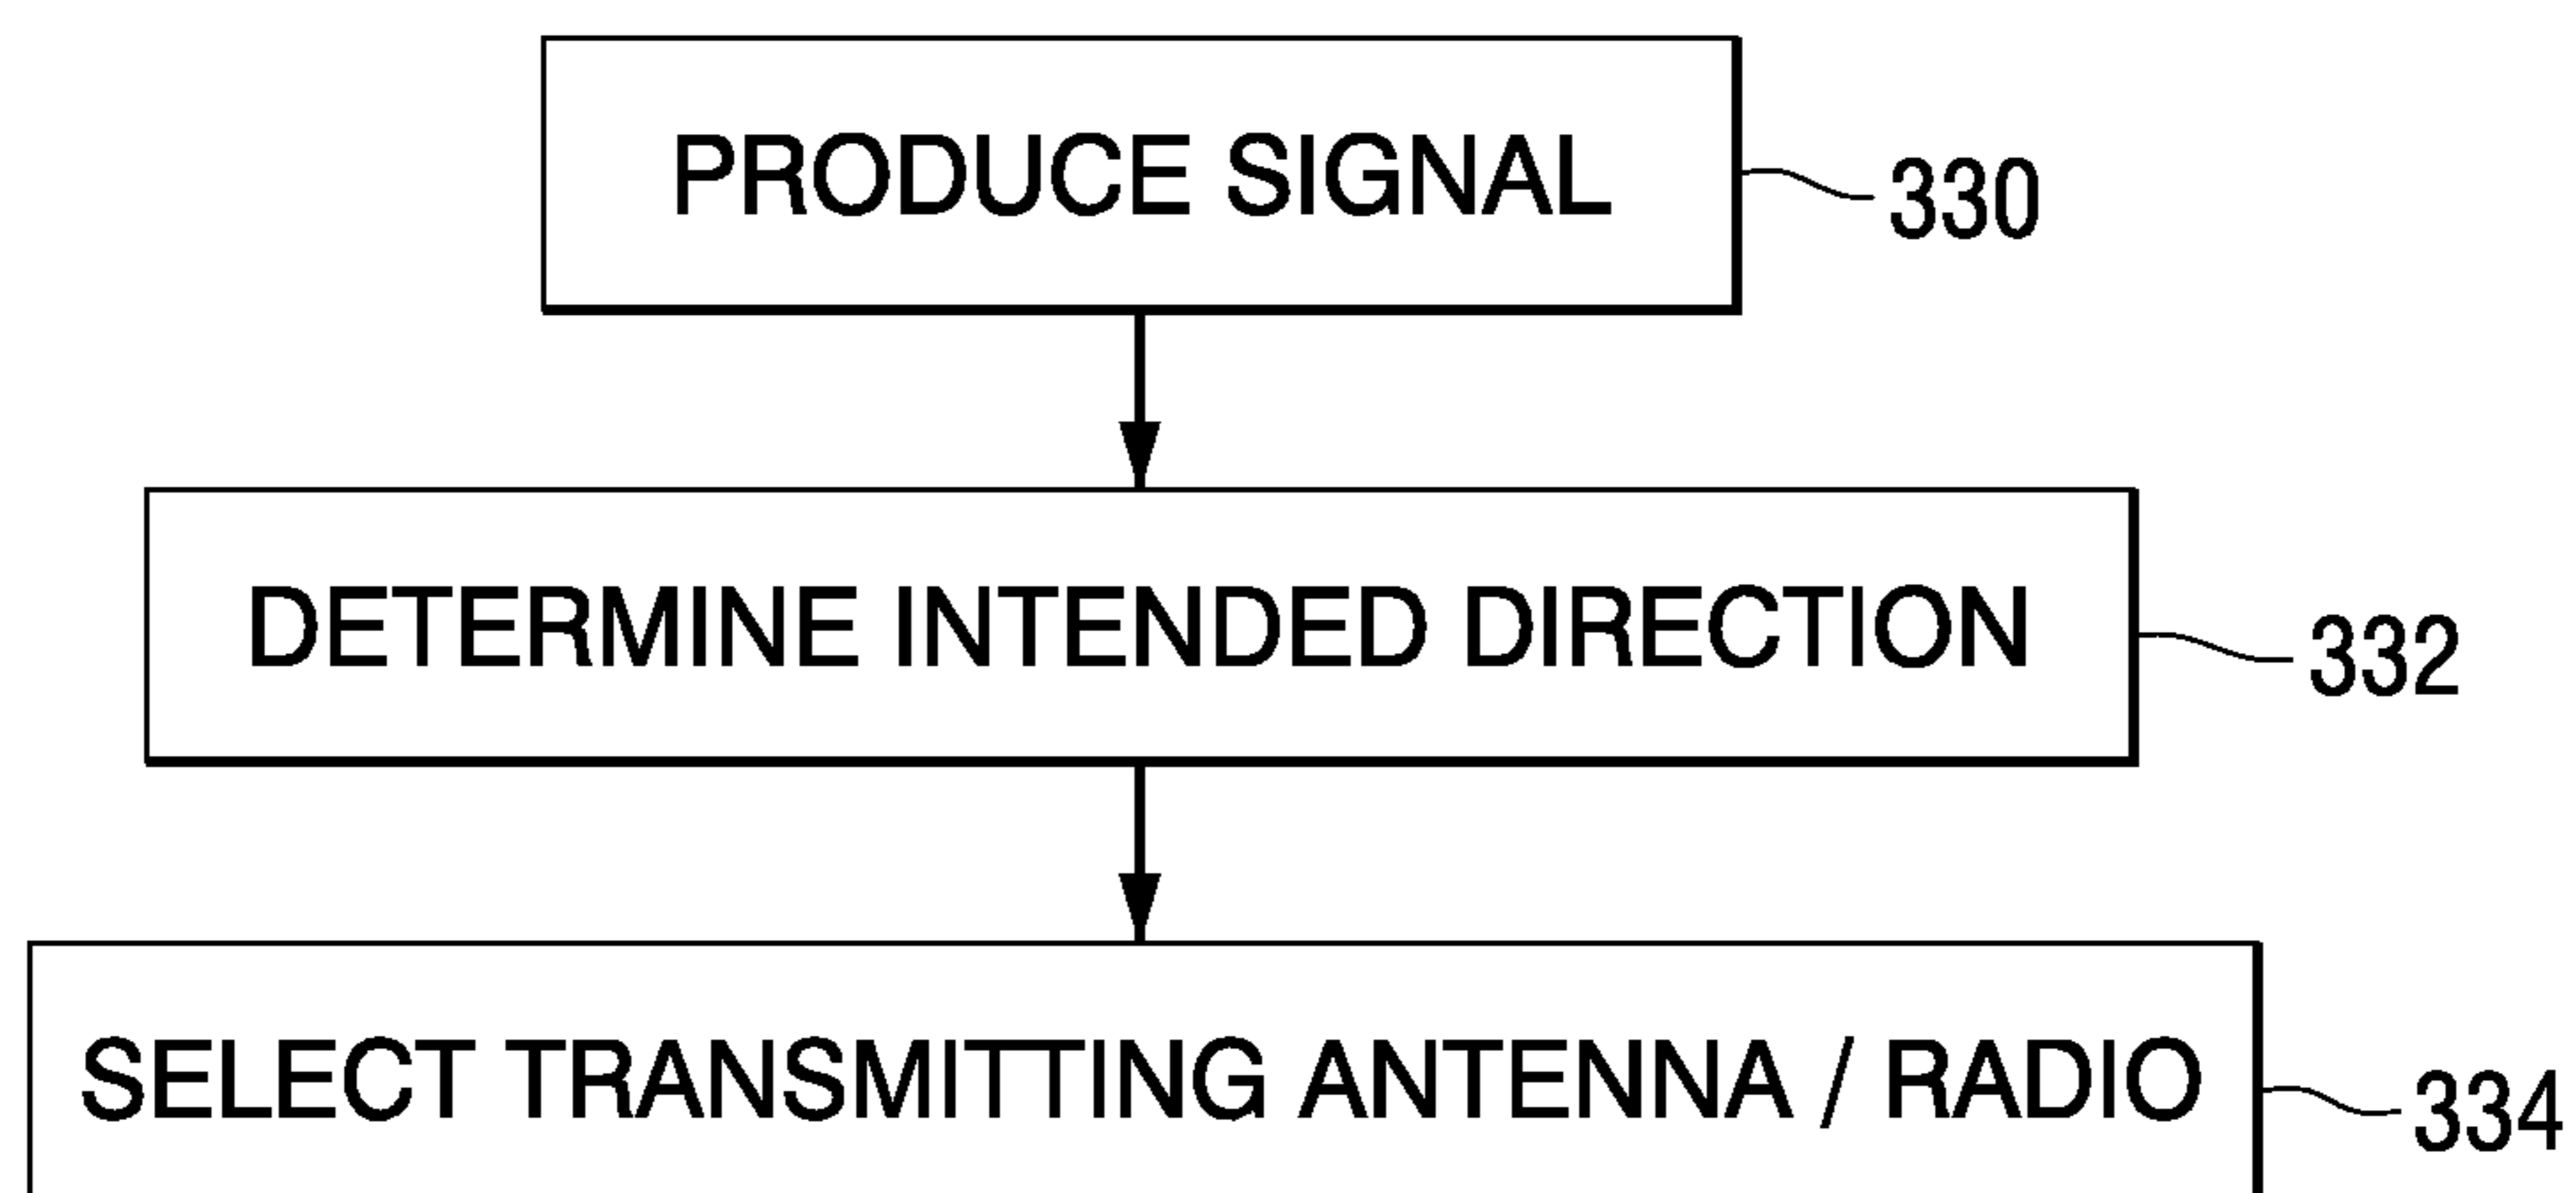 PRODUCE SIGNAL
330
DETERMINE INTENDED DIRECTION
332
SELECT TRANSMITTING ANTENNA / RADIO
334